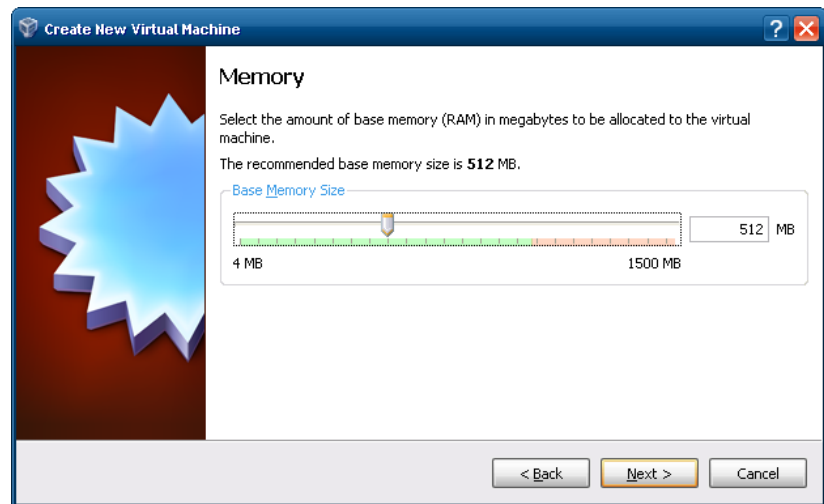 Create New Virtual Machine
Memory
Select the amount of base memory (RAM) in megabytes to be allocated to the virtual
machine.
The recommended base memory size is 512 MB.
Base Memory Size
512 MB
4 MB 1500 MB
< Back Next > Cancel